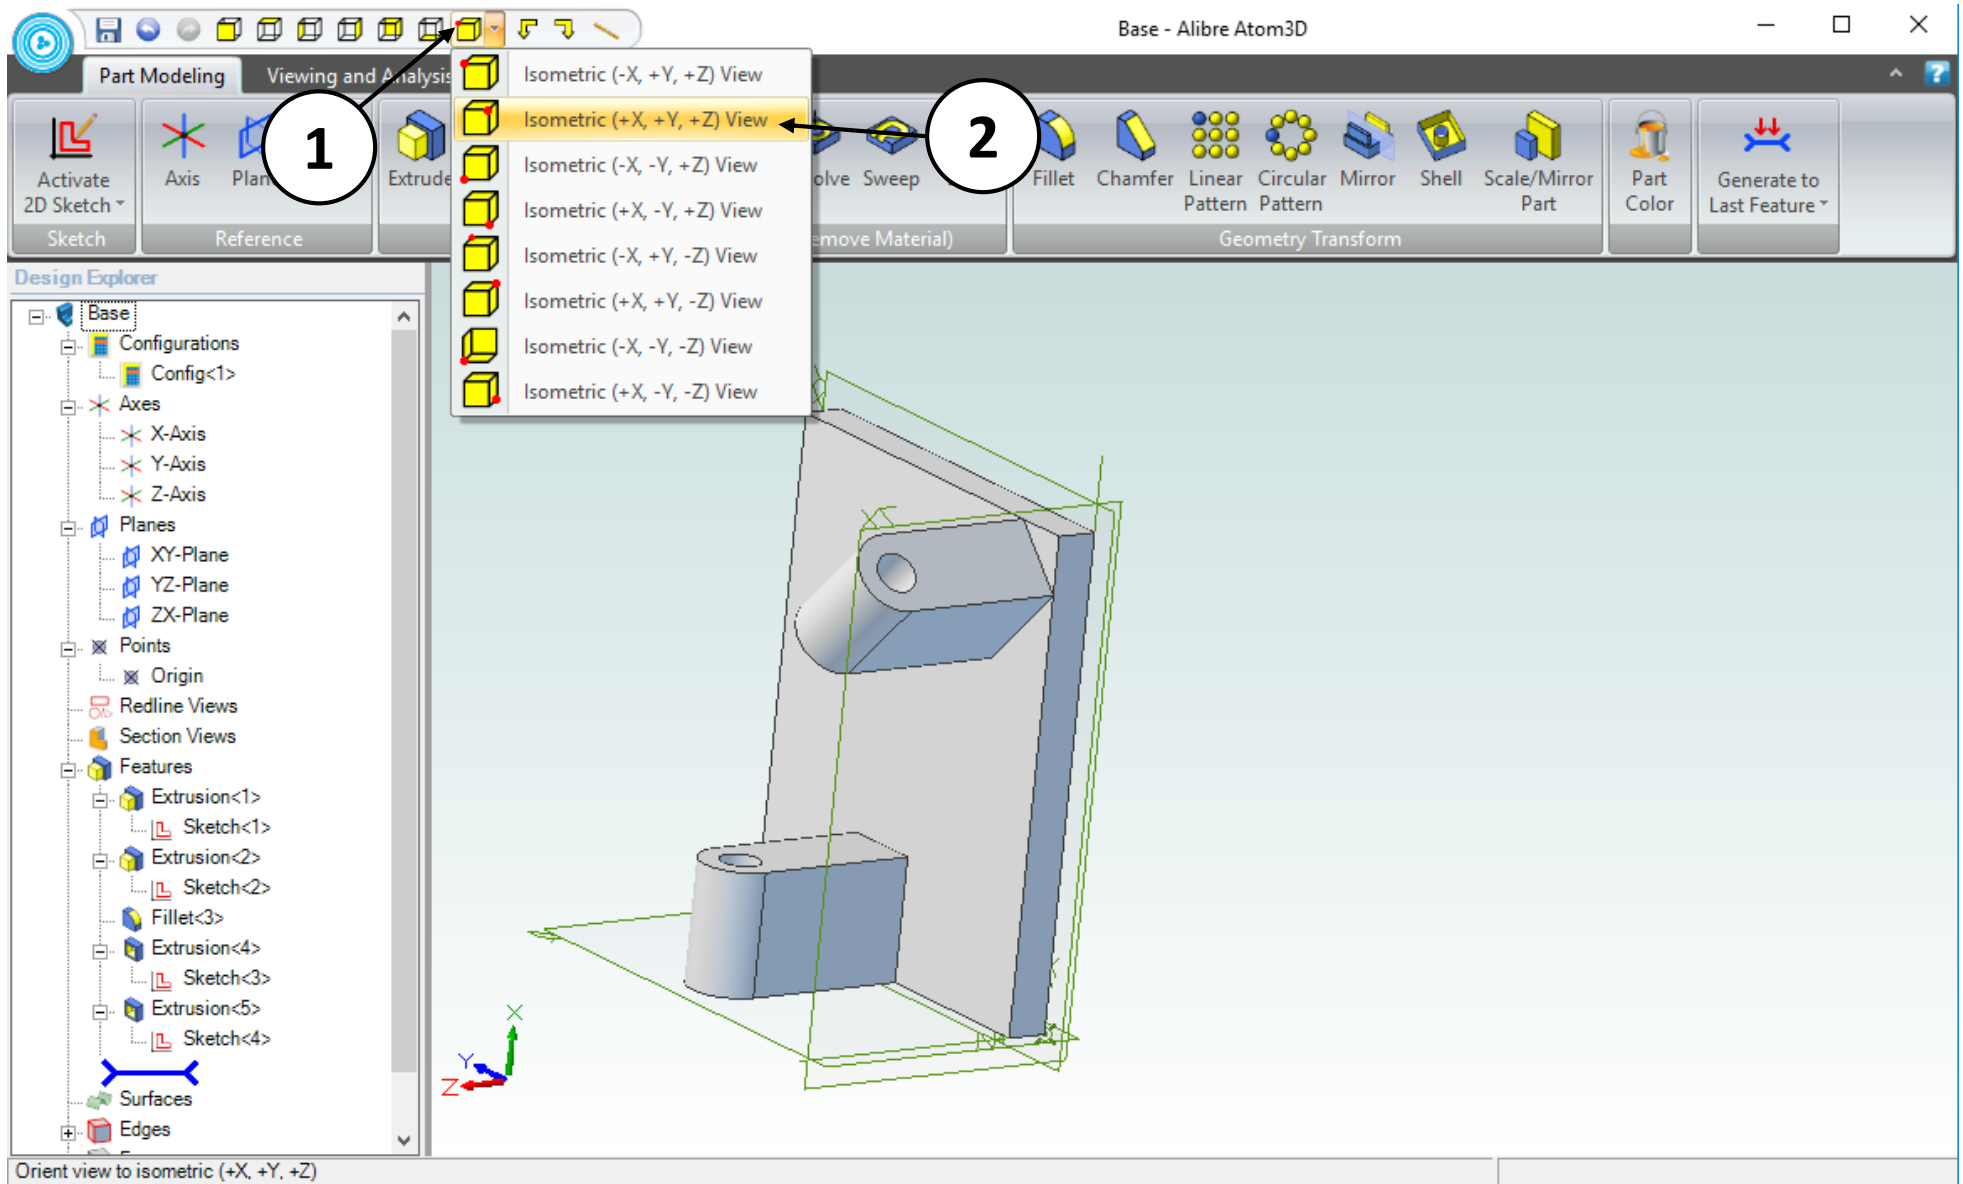 Base - Alibre Atom3D
Part Modeling
Viewing and Analysis
Isometric (-X, +Y, +Z) View
Isometric (+X, +Y, +Z) View
Isometric (-X, -Y, +Z) View
Isometric (+X, -Y, +Z) View
Isometric (-X, +Y, -Z) View
Isometric (+X, +Y, -Z) View
Isometric (-X, -Y, -Z) View
Isometric (+X, -Y, -Z) View
1
2
Activate
2D Sketch
Axis
Extrude
Sweep
Fillet
Chamfer
Linear
Pattern
Circular
Pattern
Mirror
Shell
Scale/Mirror
Part
Part
Color
Generate to
Last Feature
Sketch
Reference
Material)
Geometry Transform
Design Explorer
Base
Configurations
Config<1>
Axes
X-Axis
Y-Axis
Z-Axis
Planes
XY-Plane
YZ-Plane
ZX-Plane
Points
Origin
Redline Views
Section Views
Features
Extrusion<1>
Sketch<1>
Extrusion<2>
Sketch<2>
Fillet<3>
Extrusion<4>
Sketch<3>
Extrusion<5>
Sketch<4>
Surfaces
Edges
X
Y
Z
Orient view to isometric (+X, +Y, +Z)